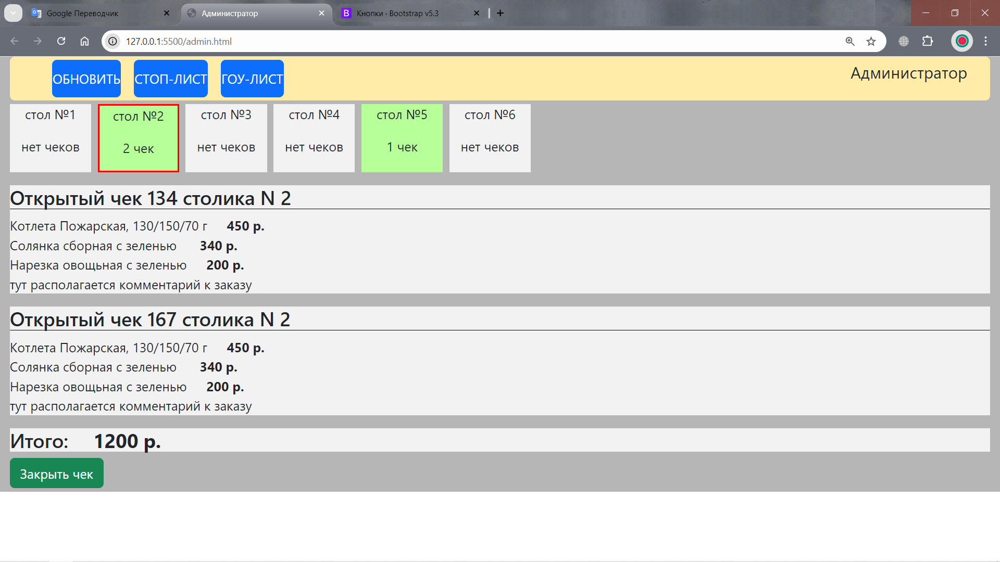 Google Переводчик
Администратор
Кнопки · Bootstrap v5.3
127.0.0.1:5500/admin.html
ОБНОВИТЬ
СТОП-ЛИСТ
ГОУ-ЛИСТ
Администратор
стол №1
нет чеков
стол №2
2 чек
стол №3
нет чеков
стол №4
нет чеков
стол №5
1 чек
стол №6
нет чеков
Открытый чек 134 столика N 2
Котлета Пожарская, 130/150/70 г 450 р.
Солянка сборная с зеленью 340 р.
Нарезка овощьная с зеленью 200 р.
тут располагается комментарий к заказу
Открытый чек 167 столика N 2
Котлета Пожарская, 130/150/70 г 450 р.
Солянка сборная с зеленью 340 р.
Нарезка овощьная с зеленью 200 р.
тут располагается комментарий к заказу
Итого: 1200 р.
Закрыть чек